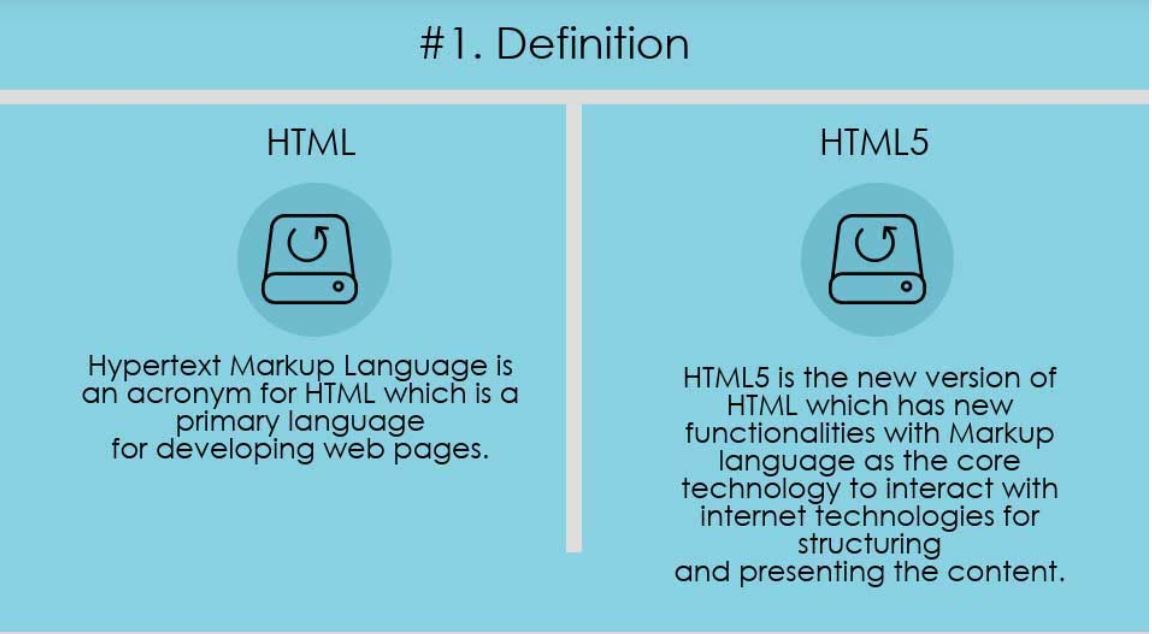 #1. Definition
HTML
Hypertext Markup Language is
an acronym for HTML which is a
primary language
for developing web pages.
HTML5
HTML5 is the new version of
HTML which has new
functionalities with Markup
language as the core
technology to interact with
internet technologies for
structuring
and presenting the content.